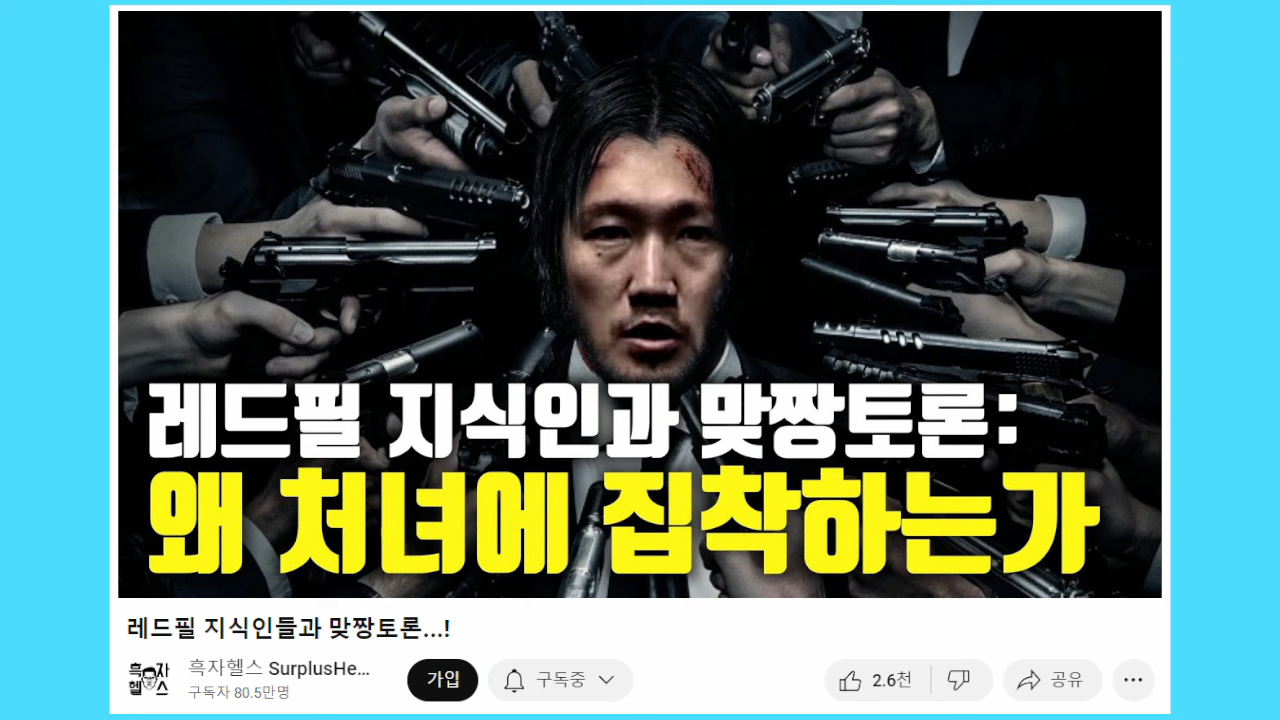 레드필 지식인과 맞짱토론:
왜 처녀에 집착하는가
레드필 지식인들과 맞짱토론...!
흑자
헬스
흑자헬스 SurplusHe...
구독자 80.5만명
가입
구독중
2.6천
공유